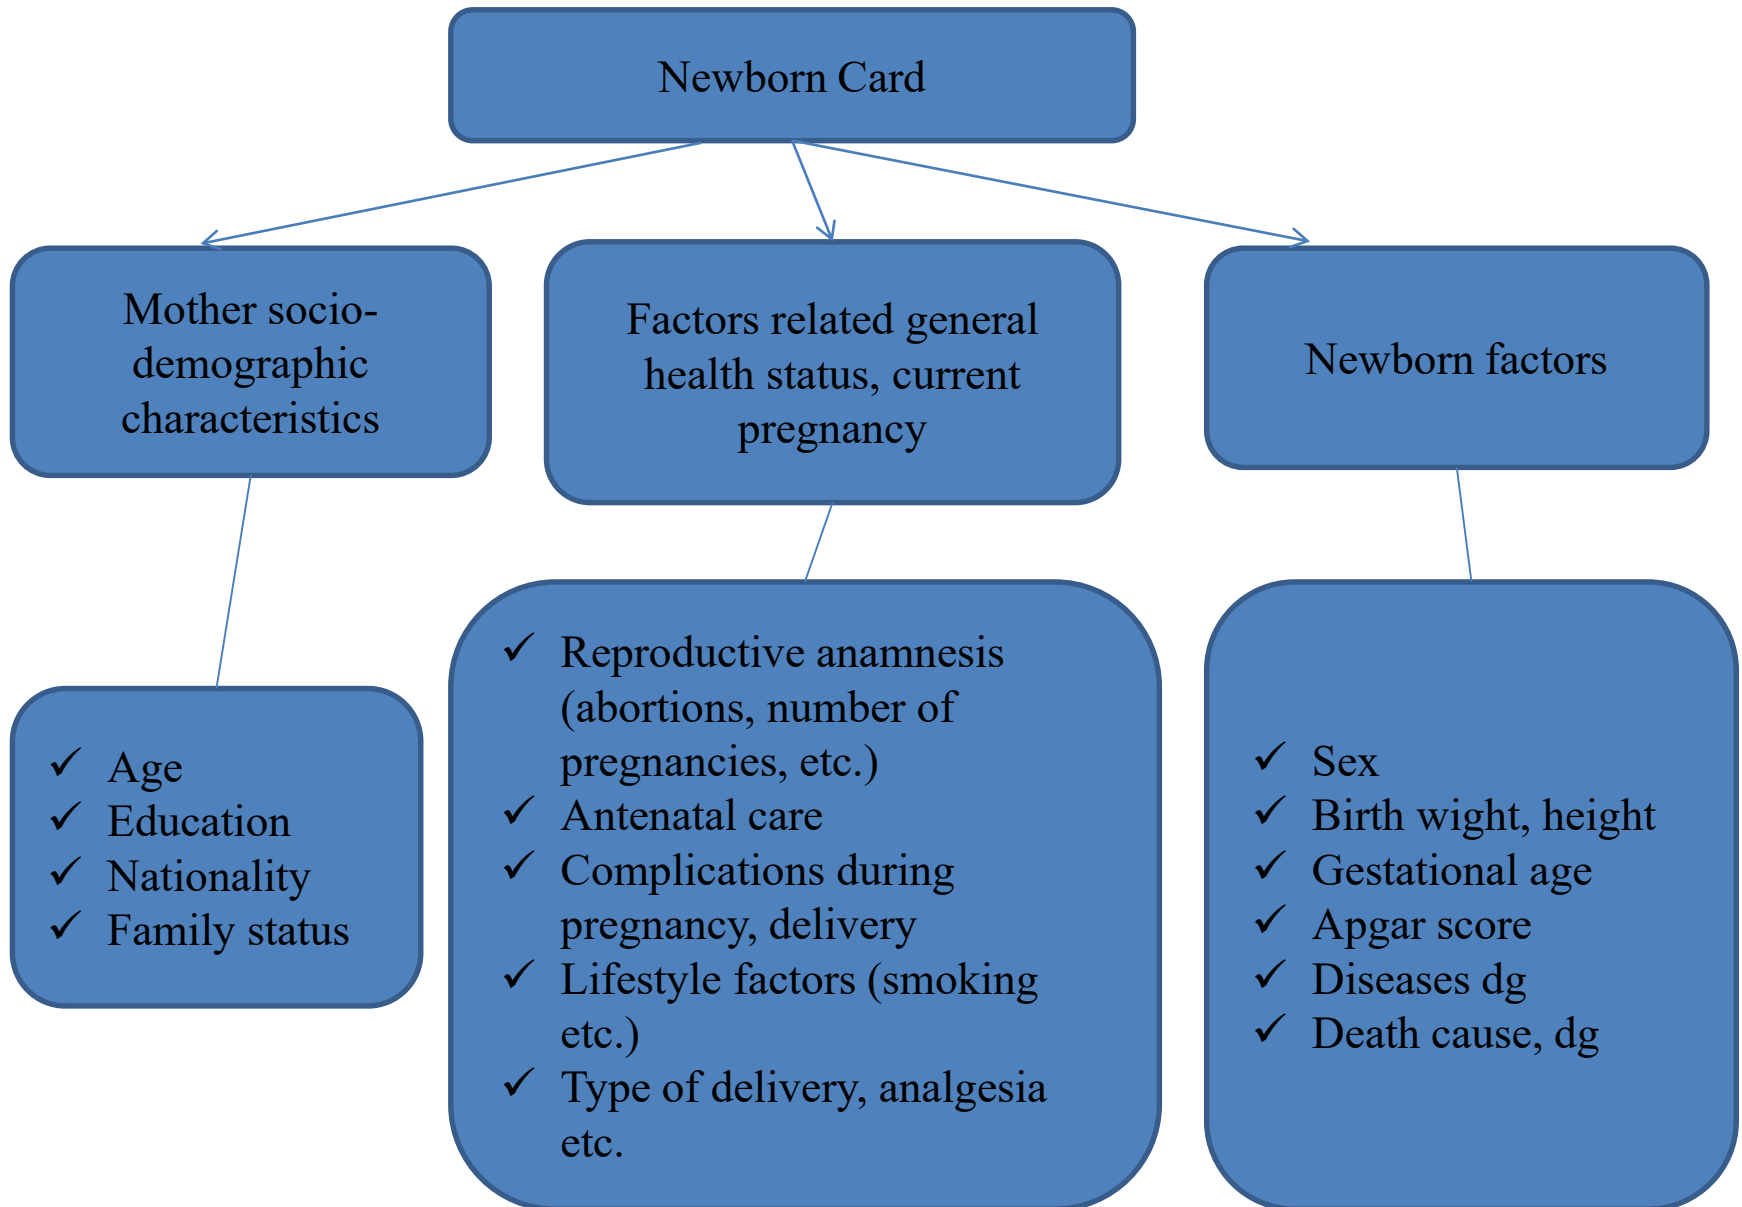 Newborn Card
Mother socio-
demographic
characteristics
Factors related general
health status, current
pregnancy
Newborn factors
✓ Age
✓ Education
✓ Nationality
✓ Family status
✓ Reproductive anamnesis
(abortions, number of
pregnancies, etc.)
✓ Antenatal care
✓ Complications during
pregnancy, delivery
✓ Lifestyle factors (smoking
etc.)
✓ Type of delivery, analgesia
etc.
✓ Sex
✓ Birth wight, height
✓ Gestational age
✓ Apgar score
✓ Diseases dg
✓ Death cause, dg